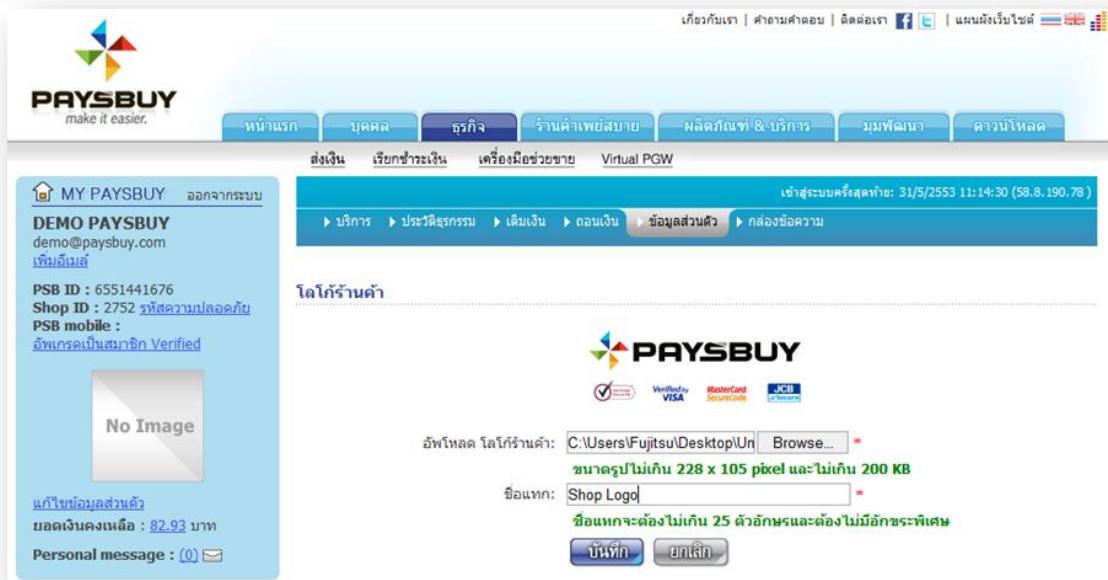 เกี่ยวกับเรา | คำถามคำตอบ | ติดต่อเรา | แผนผังเว็บไซต์
PAYSBUY
make it easier.
หน้าแรก บุคคล ธุรกิจ ร้านค้าเพย์สบาย ผลิตภัณฑ์ & บริการ มุมพัฒนา ดาวน์โหลด
ส่งเงิน เรียกชำระเงิน เครื่องมือช่วยขาย Virtual PGW
MY PAYSBUY ออกจากระบบ
DEMO PAYSBUY
demo@paysbuy.com
เพิ่มอีเมล์
PSB ID : 6551441676
Shop ID : 2752 รหัสความปลอดภัย
PSB mobile :
อัพเกรดเป็นสมาชิก Verified
No Image
แก้ไขข้อมูลส่วนตัว
ยอดเงินคงเหลือ : 82.93 บาท
Personal message : (0)
เข้าสู่ระบบครั้งสุดท้าย: 31/5/2553 11:14:30 (58.8.190.78 )
บริการ ประวัติธุรกรรม เติมเงิน ถอนเงิน ข้อมูลส่วนตัว กล่องข้อความ
โลโก้ร้านค้า
PAYSBUY
Verified by VISA MasterCard SecureCode JCB
อัพโหลด โลโก้ร้านค้า: C:\Users\Fujitsu\Desktop\Un Browse... *
ขนาดรูปไม่เกิน 228 x 105 pixel และไม่เกิน 200 KB
ชื่อแทก: Shop Logo *
ชื่อแทกจะต้องไม่เกิน 25 ตัวอักษรและต้องไม่มีอักขระพิเศษ
บันทึก ยกเลิก